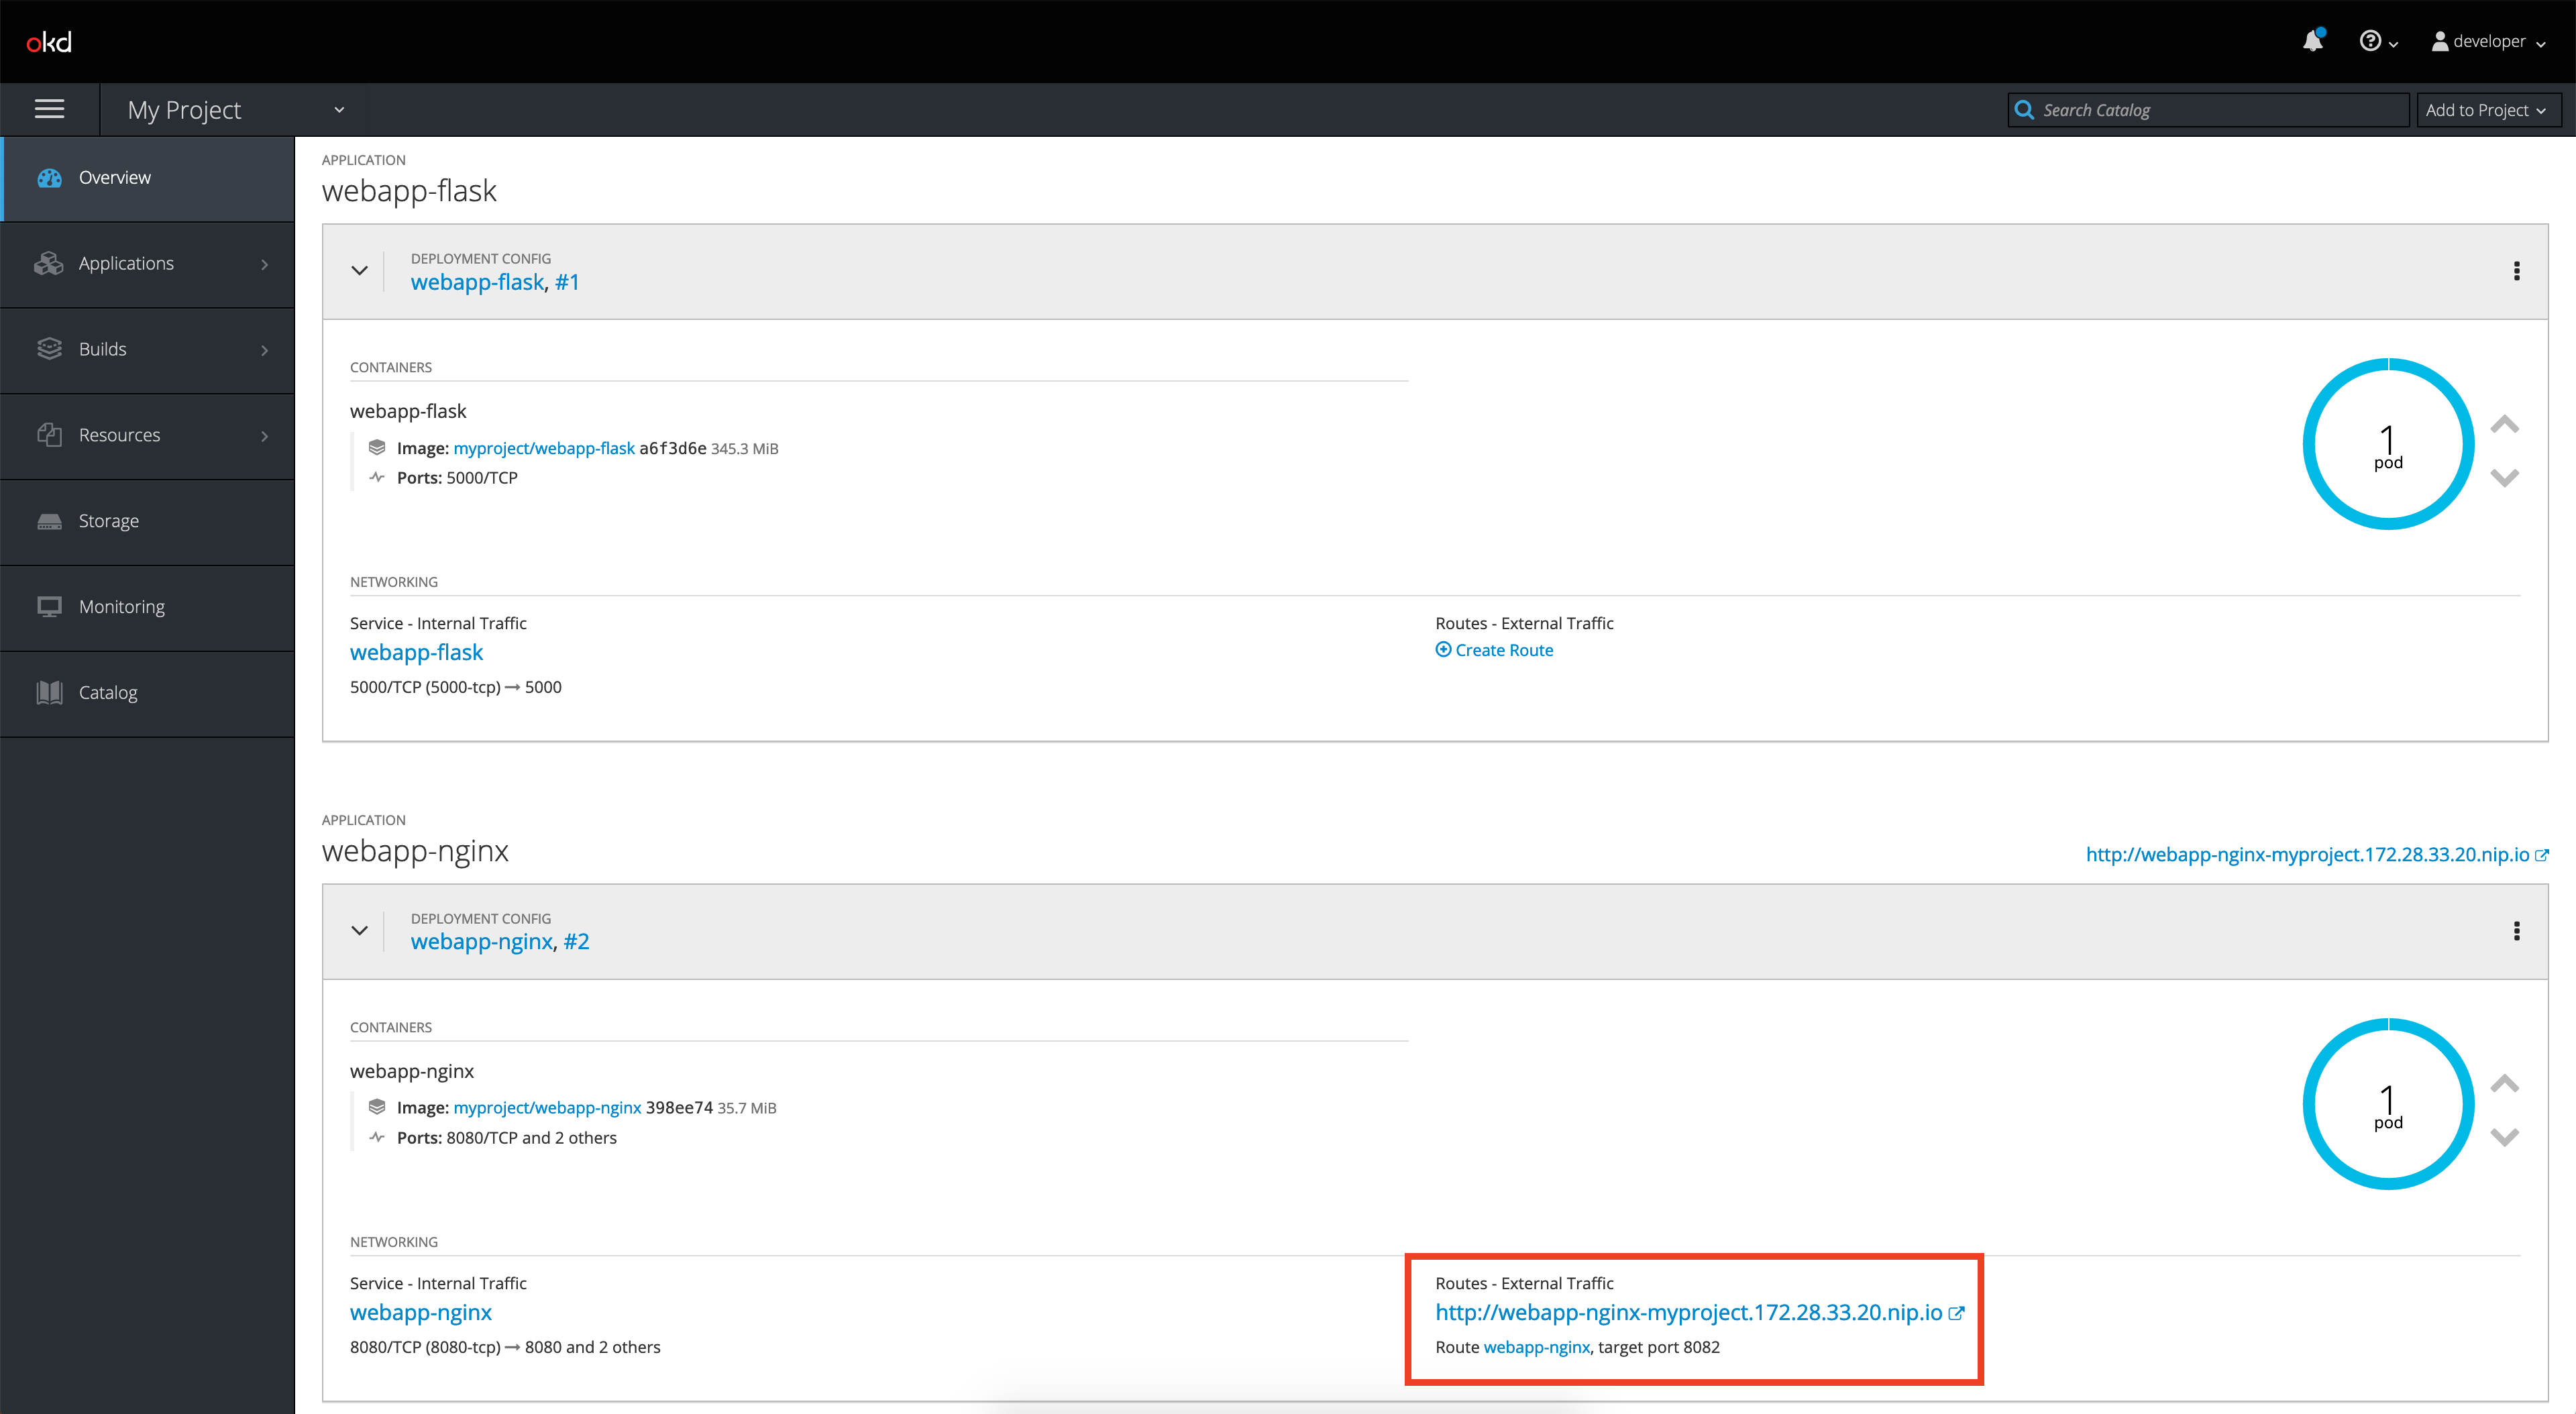 okd
developer
My Project
Search Catalog
Add to Project
Overview
Applications
Builds
Resources
Storage
Monitoring
Catalog
APPLICATION
webapp-flask
DEPLOYMENT CONFIG
webapp-flask, #1
CONTAINERS
webapp-flask
Image: myproject/webapp-flask a6f3d6e 345.3 MiB
Ports: 5000/TCP
1
pod
NETWORKING
Service - Internal Traffic
webapp-flask
5000/TCP (5000-tcp) → 5000
Routes - External Traffic
Create Route
APPLICATION
webapp-nginx
http://webapp-nginx-myproject.172.28.33.20.nip.io
DEPLOYMENT CONFIG
webapp-nginx, #2
CONTAINERS
webapp-nginx
Image: myproject/webapp-nginx 398ee74 35.7 MiB
Ports: 8080/TCP and 2 others
1
pod
NETWORKING
Service - Internal Traffic
webapp-nginx
8080/TCP (8080-tcp) → 8080 and 2 others
Routes - External Traffic
http://webapp-nginx-myproject.172.28.33.20.nip.io
Route webapp-nginx, target port 8082